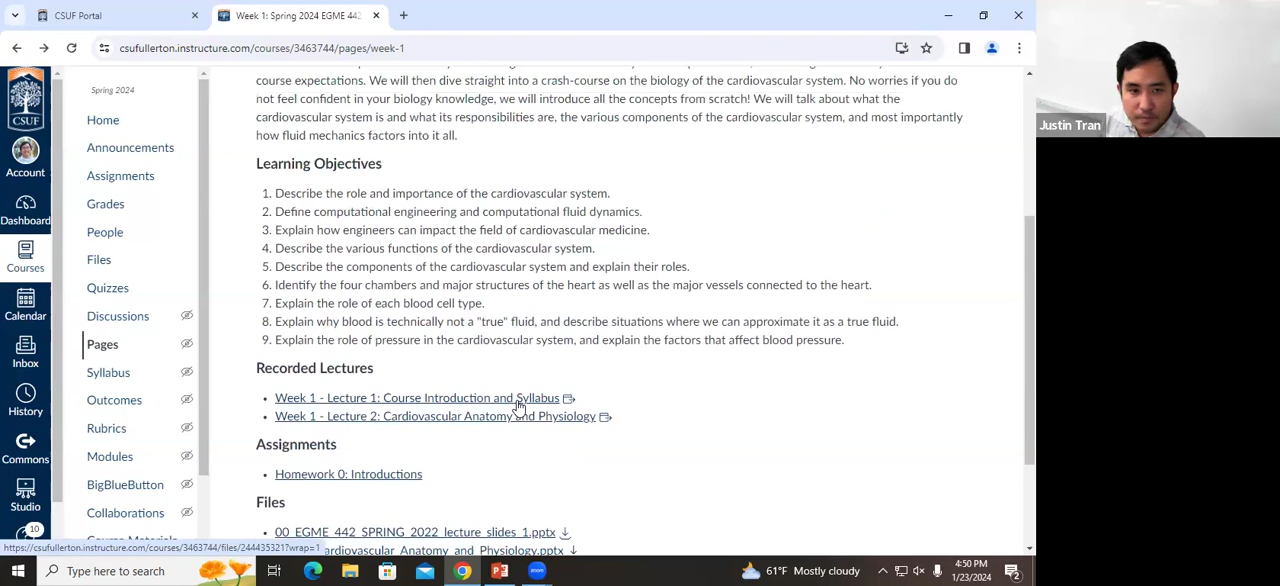 CSUF Portal
Week 1: Spring 2024 EGME 442
csufullerton.instructure.com/courses/3463744/pages/week-1
Justin Tran
CSUF
Account
Dashboard
Courses
Calendar
Inbox
History
Commons
Studio
10
Spring 2024
Home
Announcements
Assignments
Grades
People
Files
Quizzes
Discussions
Pages
Syllabus
Outcomes
Rubrics
Modules
BigBlueButton
Collaborations
course expectations. We will then dive straight into a crash-course on the biology of the cardiovascular system. No worries if you do
not feel confident in your biology knowledge, we will introduce all the concepts from scratch! We will talk about what the
cardiovascular system is and what its responsibilities are, the various components of the cardiovascular system, and most importantly
how fluid mechanics factors into it all.
Learning Objectives
1. Describe the role and importance of the cardiovascular system.
2. Define computational engineering and computational fluid dynamics.
3. Explain how engineers can impact the field of cardiovascular medicine.
4. Describe the various functions of the cardiovascular system.
5. Describe the components of the cardiovascular system and explain their roles.
6. Identify the four chambers and major structures of the heart as well as the major vessels connected to the heart.
7. Explain the role of each blood cell type.
8. Explain why blood is technically not a "true" fluid, and describe situations where we can approximate it as a true fluid.
9. Explain the role of pressure in the cardiovascular system, and explain the factors that affect blood pressure.
Recorded Lectures
• Week 1 - Lecture 1: Course Introduction and Syllabus
• Week 1 - Lecture 2: Cardiovascular Anatomy and Physiology
Assignments
• Homework 0: Introductions
Files
• 00_EGME_442_SPRING_2022_lecture_slides_1.pptx
ardiovascular_Anatomy_and_Physiology.pptx
https://csufullerton.instructure.com/courses/3463744/files/244435321?wrap=1
Type here to search
61°F Mostly cloudy
4:50 PM
1/23/2024
2